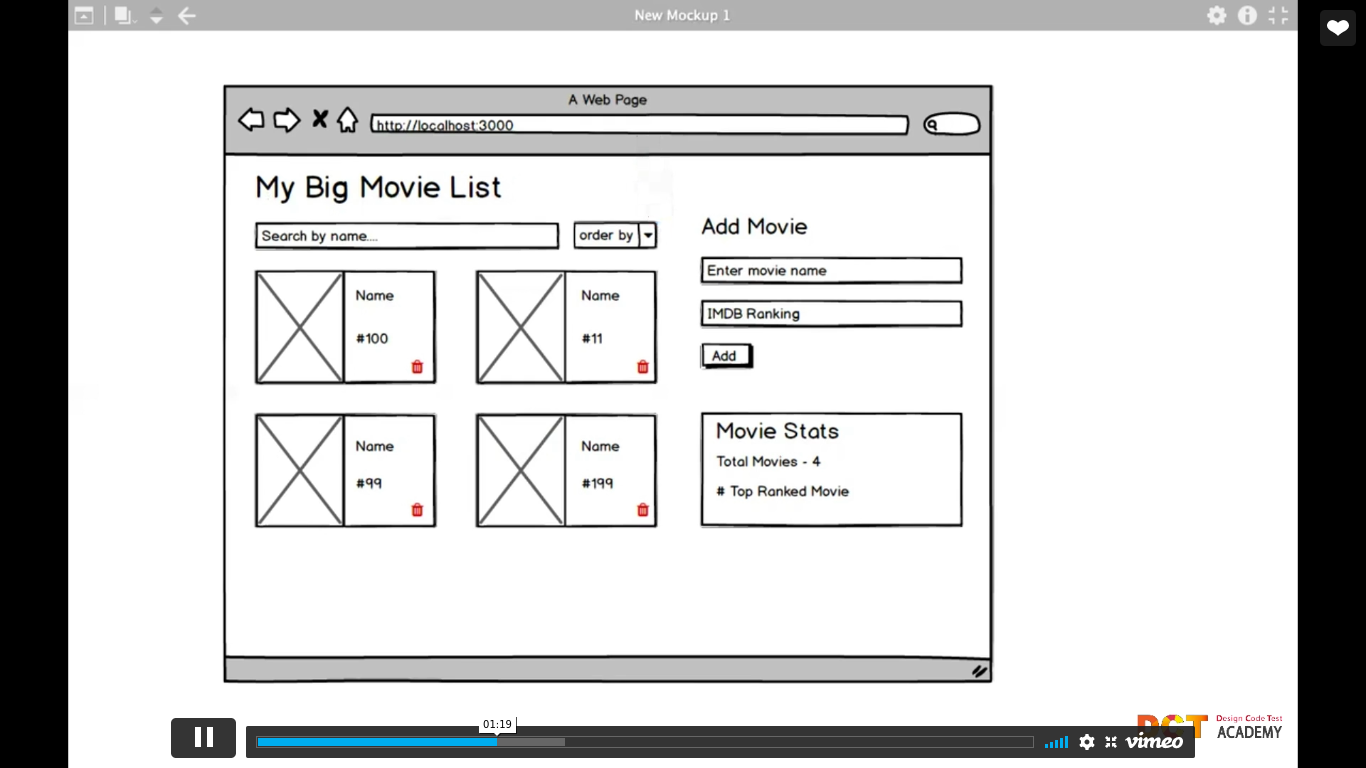 New Mockup 1
A Web Page
http://localhost:3000
My Big Movie List
Search by name....
order by
Name
#100
Name
#11
Name
#99
Name
#199
Add Movie
Enter movie name
IMDB Ranking
Add
Movie Stats
Total Movies - 4
# Top Ranked Movie
01:19
DCT
Design Code Test
ACADEMY
vimeo